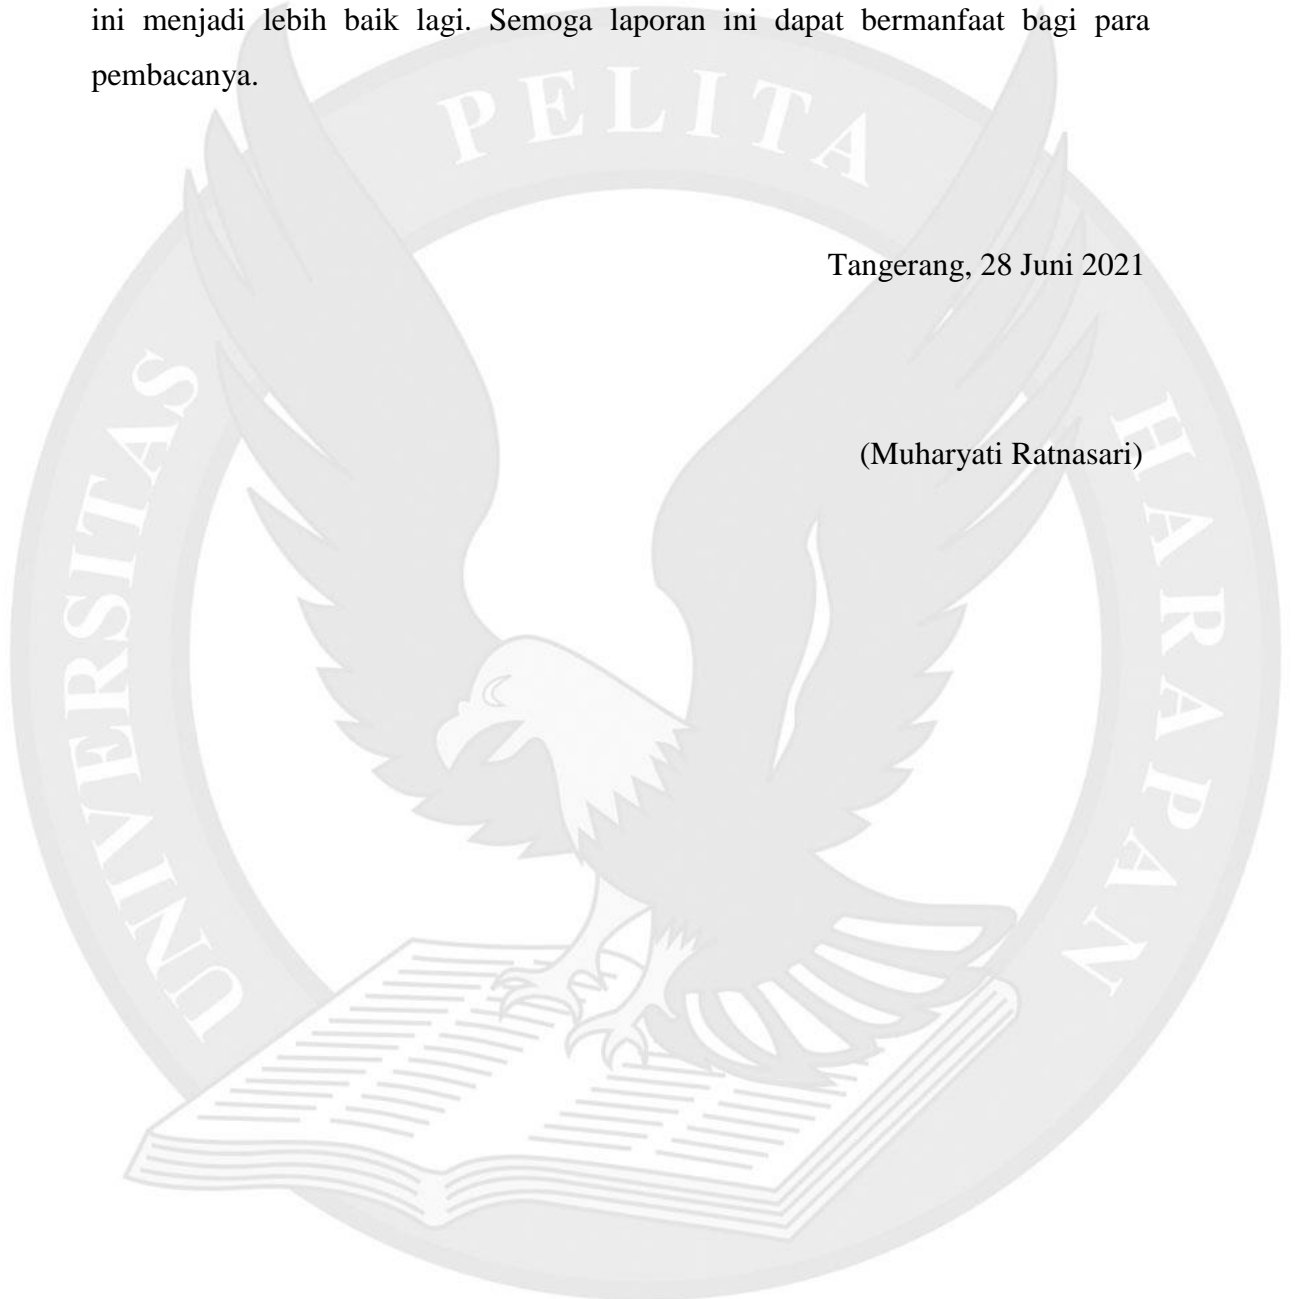 ini menjadi lebih baik lagi. Semoga laporan ini dapat bermanfaat bagi para
pembacanya.
PELITA
Tangerang, 28 Juni 2021
UNIVERSITAS
HARAPAN
(Muharyati Ratnasari)